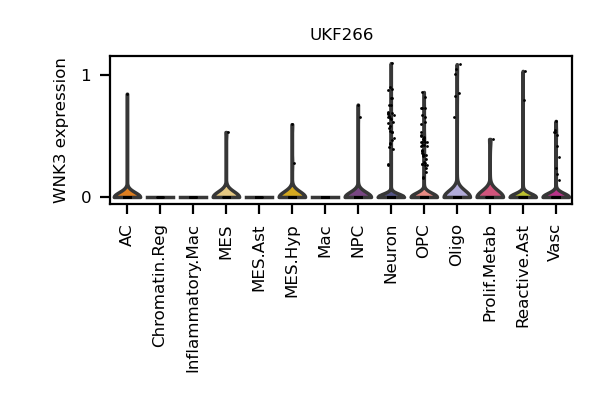 UKF266
WNK3 expression
1
0
AC
Chromatin.Reg
Inflammatory.Mac
MES
MES.Ast
MES.Hyp
Mac
NPC
Neuron
OPC
Oligo
Prolif.Metab
Reactive.Ast
Vasc